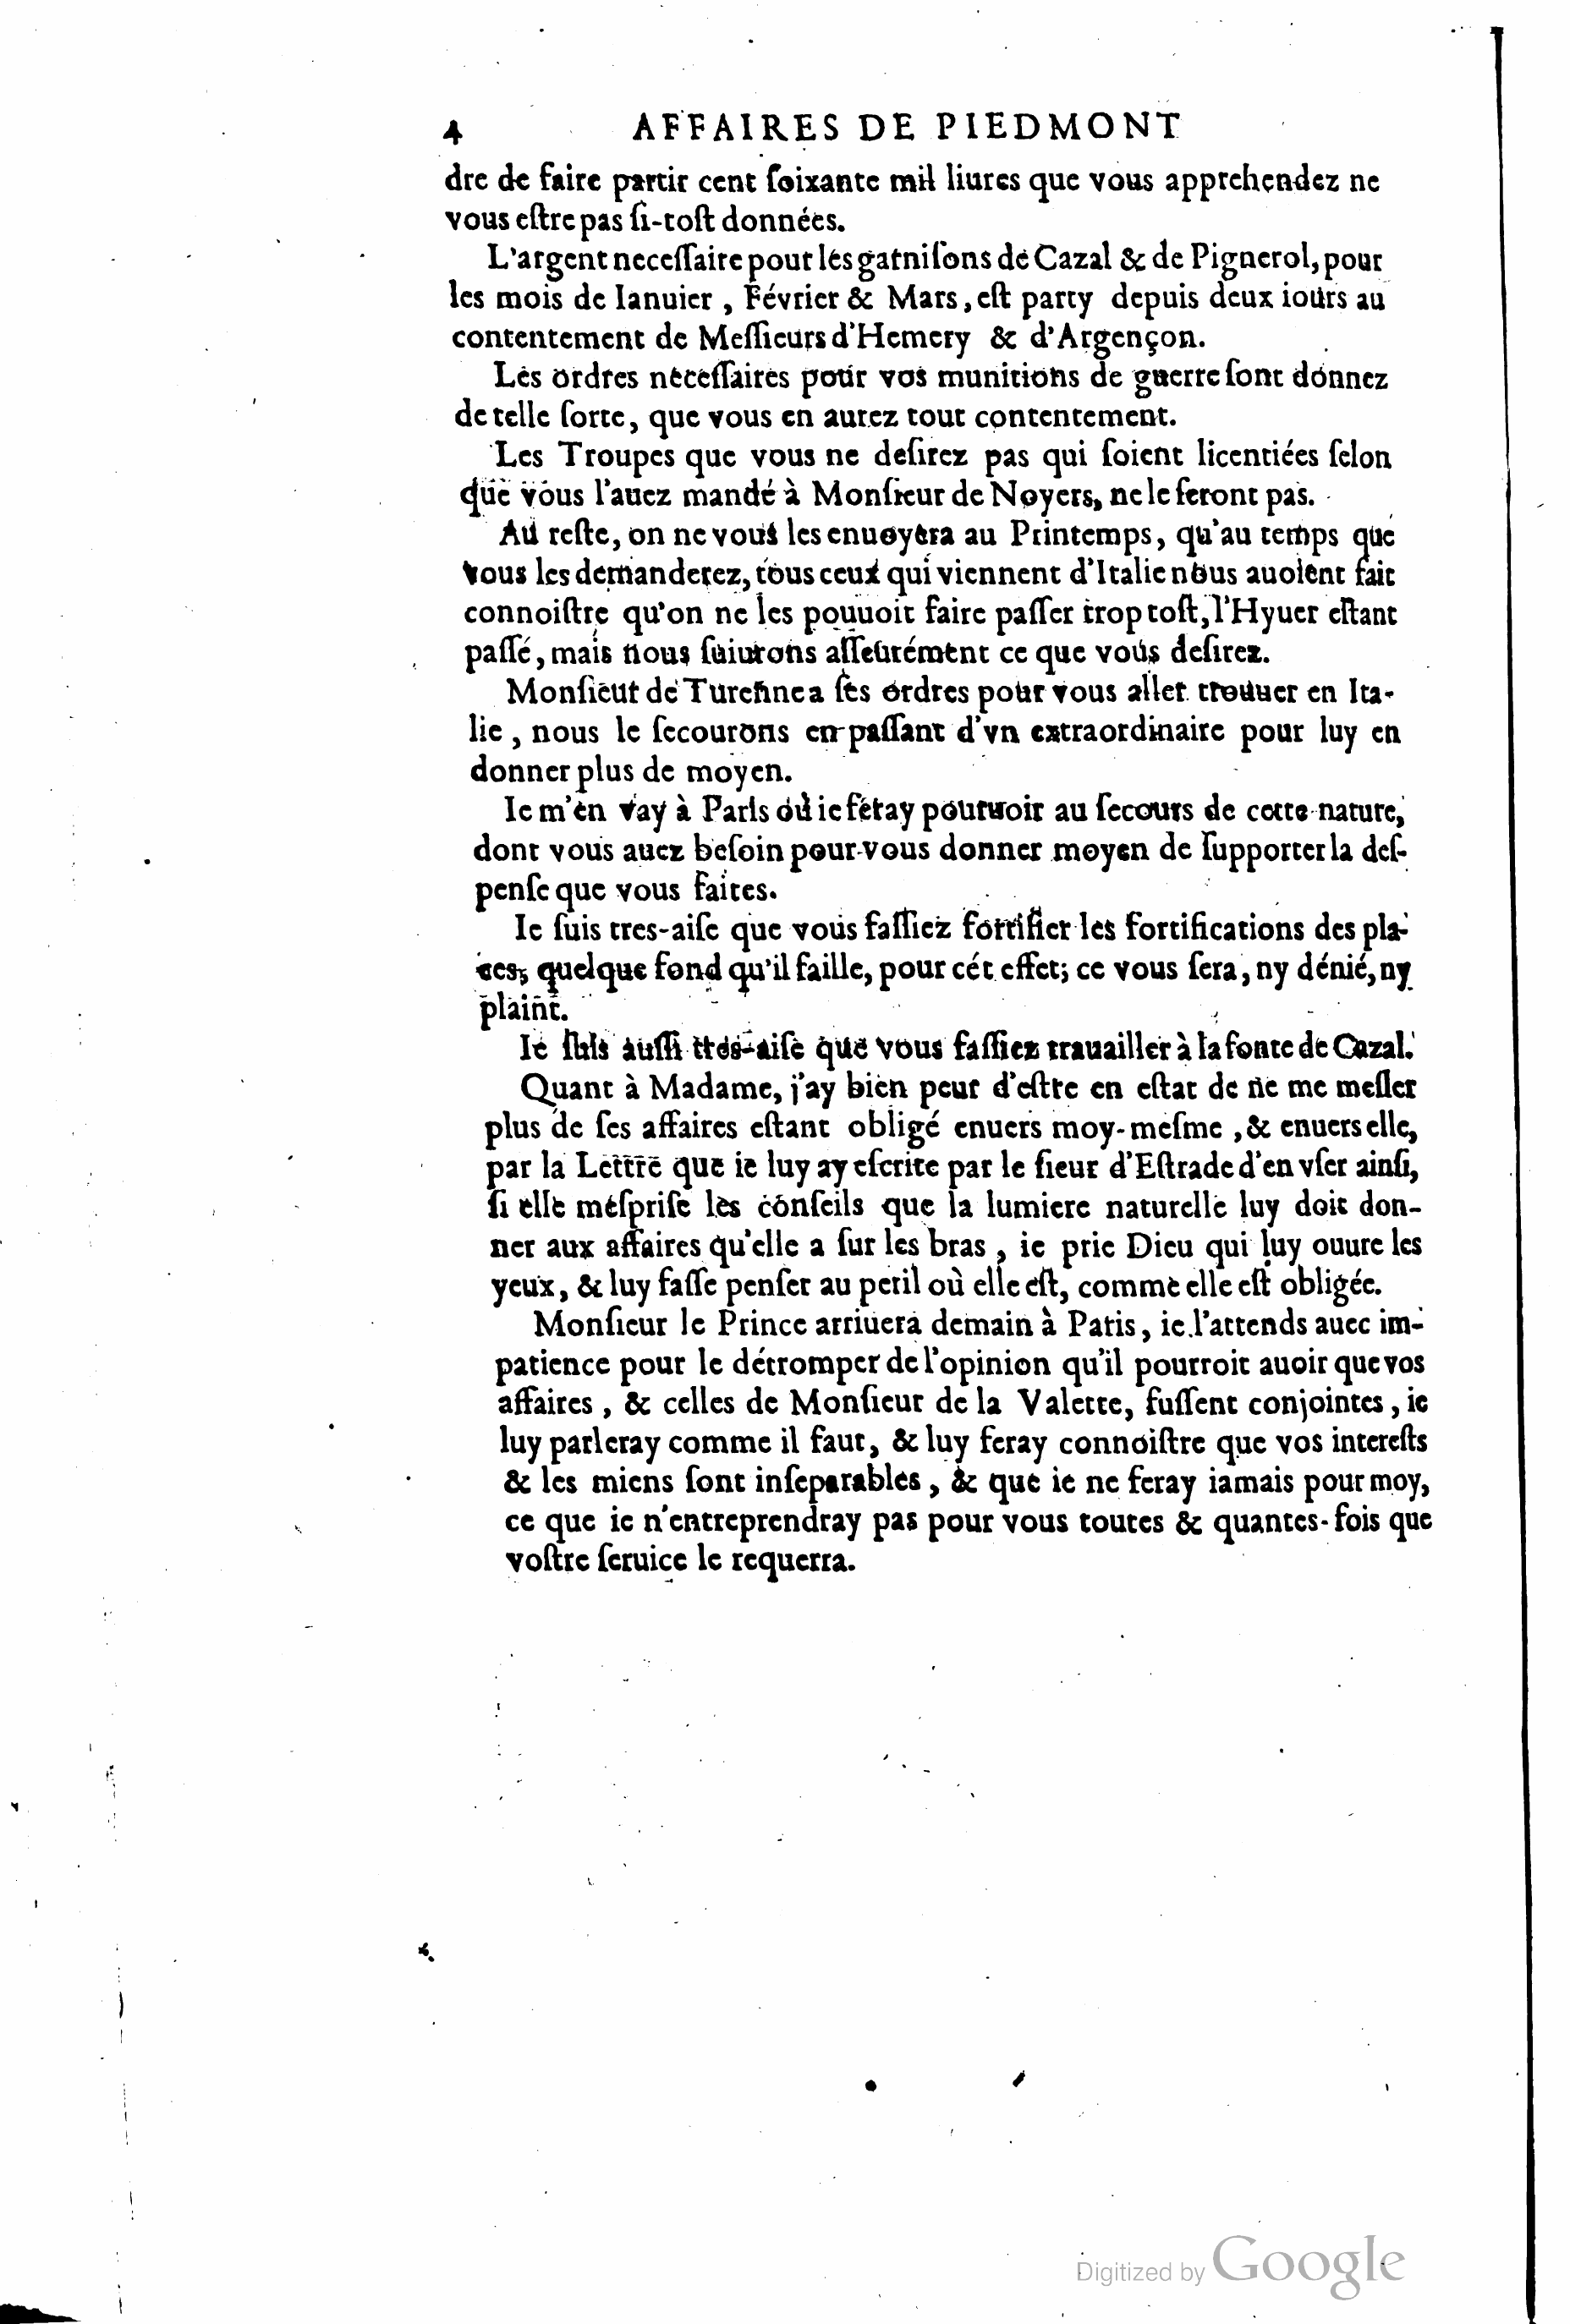 4 AFFAIRES DE PIEDMONT
dre de faire partir cent ſoixante mil liures que vous apprehendez ne
vous eſtre pas ſi-toſt données.
L'argent neceſſaire pour les garniſons de Cazal & de Pignerol, pour
les mois de Ianuier, Février & Mars, eſt party depuis deux iours au
contentement de Meſſieurs d'Hemery & d'Argençon.
Les ordres neceſſaires pour vos munitions de guerre ſont donnez
de telle ſorte, que vous en aurez tout contentement.
Les Troupes que vous ne deſirez pas qui ſoient licentiées ſelon
que vous l'auez mandé à Monſieur de Noyers, ne le ſeront pas.
Au reſte, on ne vous les enuoyera au Printemps, qu'au temps que
vous les demanderez, tous ceux qui viennent d'Italie nous auoient fait
connoiſtre qu'on ne les pouuoit faire paſſer trop toſt, l'Hyuer eſtant
paſſé, mais nous ſuiurons aſſeurément ce que vous deſirez.
Monſieur de Turenne a ſes ordres pour vous aller trouuer en Ita-
lie, nous le ſecourons en paſſant d'vn extraordinaire pour luy en
donner plus de moyen.
Ie m'en vay à Paris où ie feray pouruoir au ſecours de cette nature,
dont vous auez beſoin pour vous donner moyen de ſupporter la deſ-
penſe que vous faites.
Ie ſuis tres-aiſe que vous faſſiez fortifier les fortifications des pla-
ces, quelque fond qu'il faille, pour cét effet; ce vous ſera, ny dénié, ny
plaint.
Ie ſuis auſſi tres-aiſe que vous faſſiez trauailler à la fonte de Cazal.
Quant à Madame, j'ay bien peur d'eſtre en eſtat de ne me meſler
plus de ſes affaires eſtant obligé enuers moy-meſme, & enuers elle,
par la Lettre que ie luy ay eſcrite par le ſieur d'Eſtrade d'en vſer ainſi,
ſi elle meſpriſe les conſeils que la lumiere naturelle luy doit don-
ner aux affaires qu'elle a ſur les bras, ie prie Dieu qui luy ouure les
yeux, & luy faſſe penſer au peril où elle eſt, comme elle eſt obligée.
Monſieur le Prince arriuera demain à Paris, ie l'attends auec im-
patience pour le détromper de l'opinion qu'il pourroit auoir que vos
affaires, & celles de Monſieur de la Valette, fuſſent conjointes, ie
luy parleray comme il faut, & luy feray connoiſtre que vos intereſts
& les miens ſont inſeparables, & que ie ne feray iamais pour moy,
ce que ie n'entreprendray pas pour vous toutes & quantes-fois que
voſtre ſeruice le requerra.
Digitized by Google